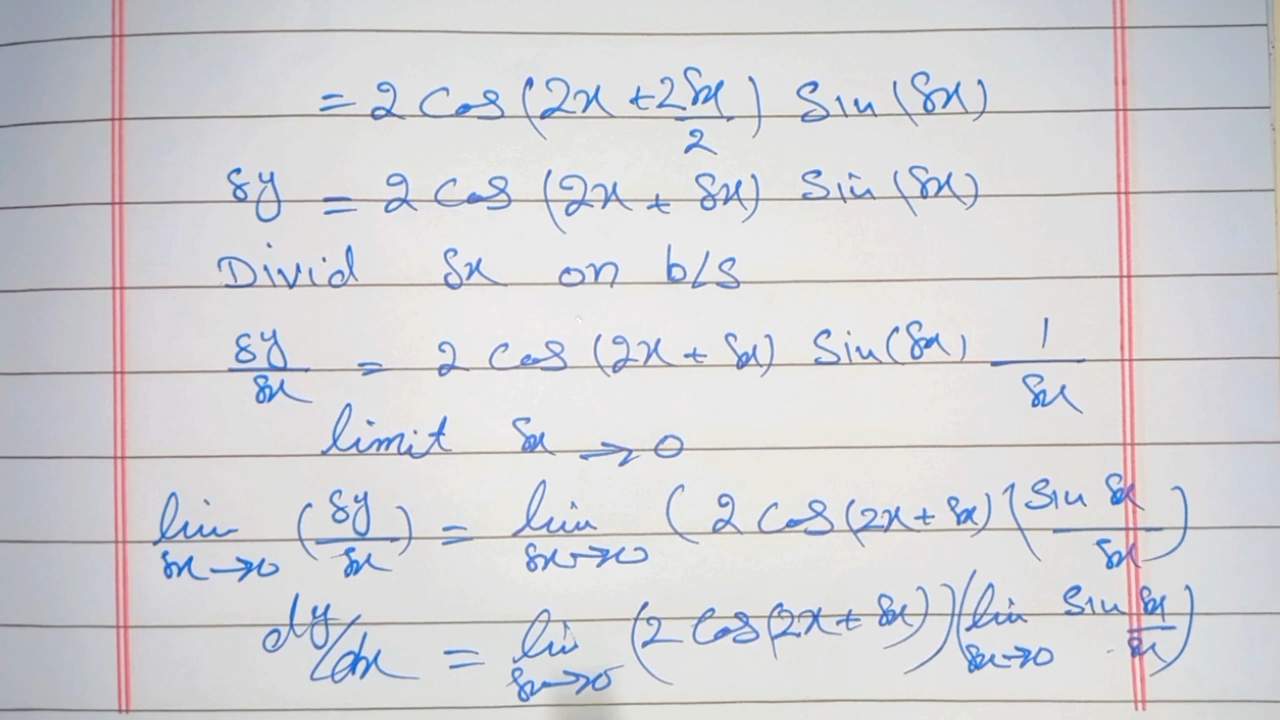 = 2 Cos (2x + 2δx/2) Sin (δx)
δy = 2 Cos (2x + δx) Sin (δx)
Divid δx on b/s
δy/δx = 2 Cos (2x + δx) Sin (δx) 1/δx
limit δx → 0
lim δx→0 (δy/δx) = lim δx→0 (2 Cos (2x + δx) (Sin δx/δx)
dy/dx = lim δx→0 (2 Cos (2x + δx)) (lim δx→0 Sin δx/δx)